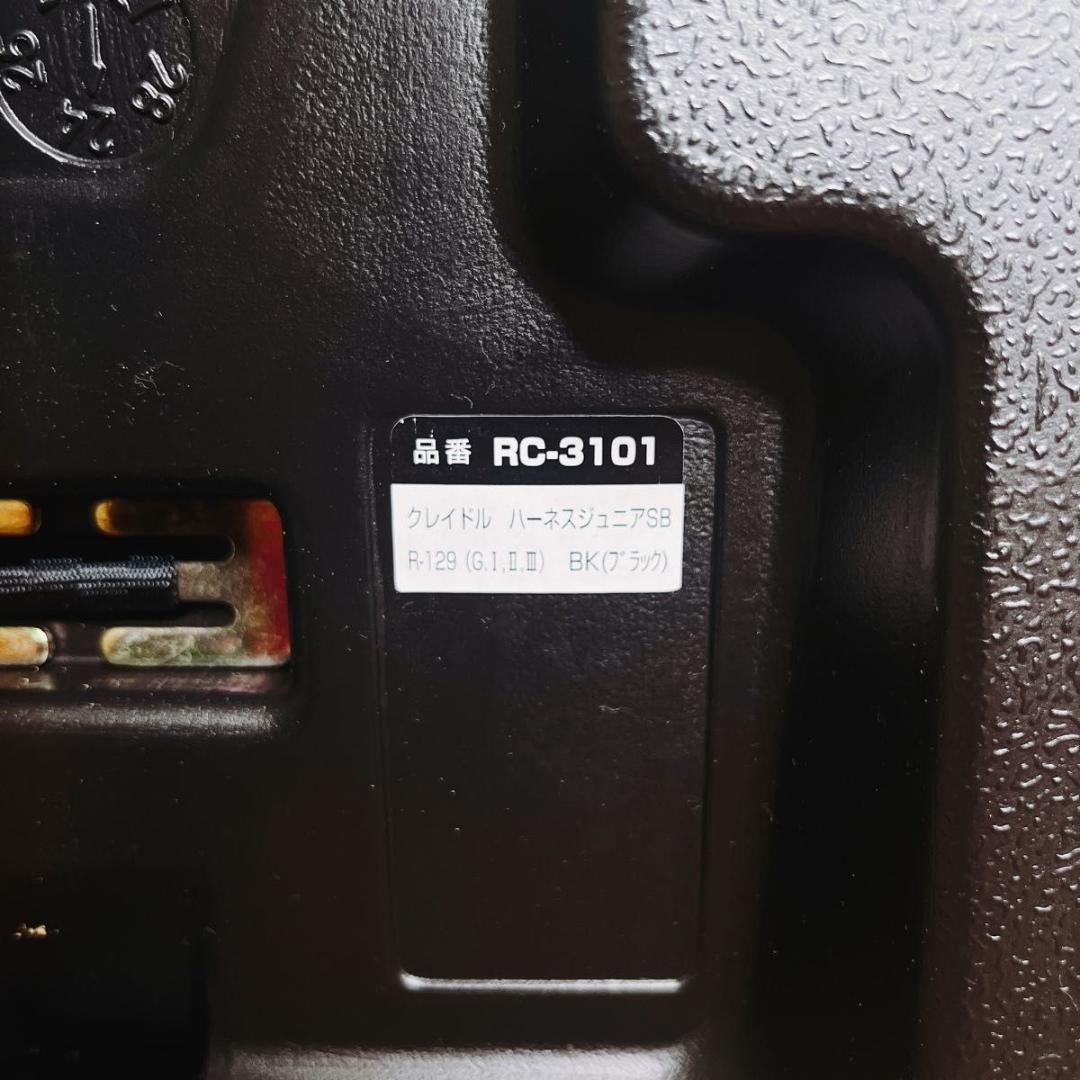 品番 RC-3101
クレイドル ハーネスジュニアSB
R-129 (G,Ⅰ,Ⅱ,Ⅲ) BK(ブラック)